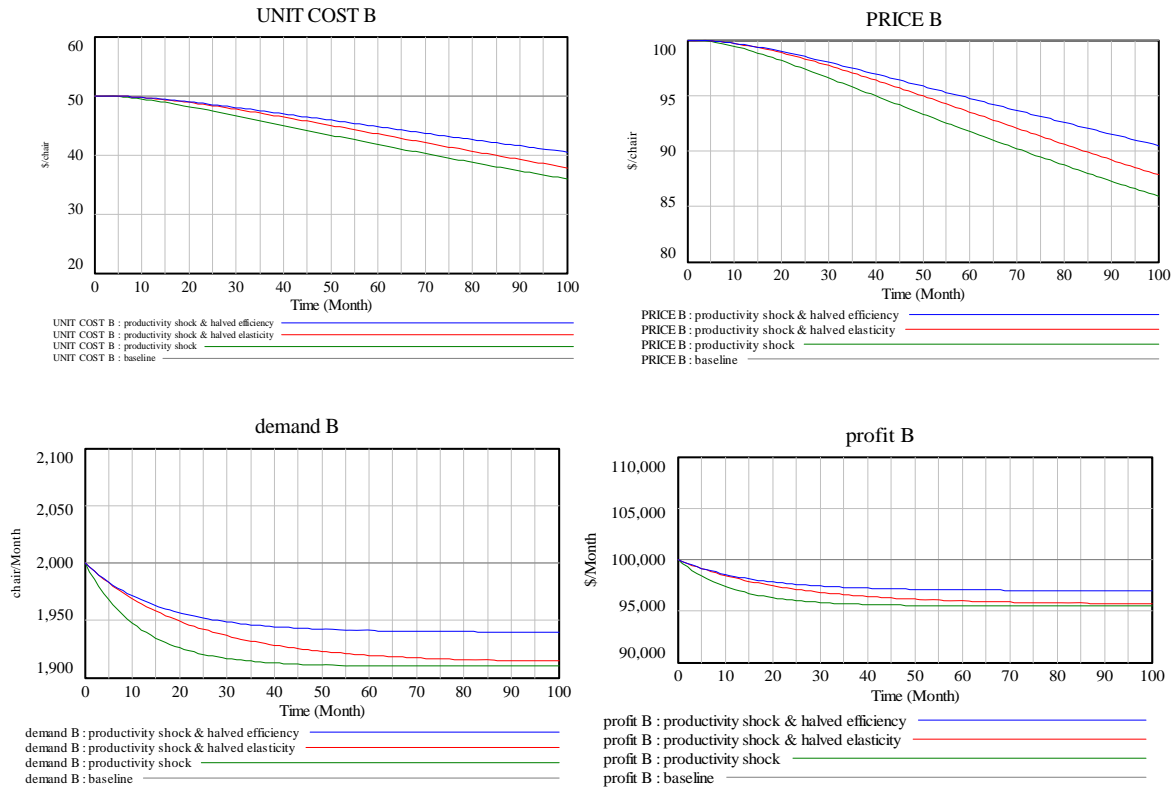 UNIT COST B
60
50
40
30
20
$/chair
0 10 20 30 40 50 60 70 80 90 100
Time (Month)
UNIT COST B : productivity shock & halved efficiency
UNIT COST B : productivity shock & halved elasticity
UNIT COST B : productivity shock
UNIT COST B : baseline
PRICE B
100
95
90
85
80
$/chair
0 10 20 30 40 50 60 70 80 90 100
Time (Month)
PRICE B : productivity shock & halved efficiency
PRICE B : productivity shock & halved elasticity
PRICE B : productivity shock
PRICE B : baseline
demand B
2,100
2,050
2,000
1,950
1,900
chair/Month
0 10 20 30 40 50 60 70 80 90 100
Time (Month)
demand B : productivity shock & halved efficiency
demand B : productivity shock & halved elasticity
demand B : productivity shock
demand B : baseline
profit B
110,000
105,000
100,000
95,000
90,000
$/Month
0 10 20 30 40 50 60 70 80 90 100
Time (Month)
profit B : productivity shock & halved efficiency
profit B : productivity shock & halved elasticity
profit B : productivity shock
profit B : baseline